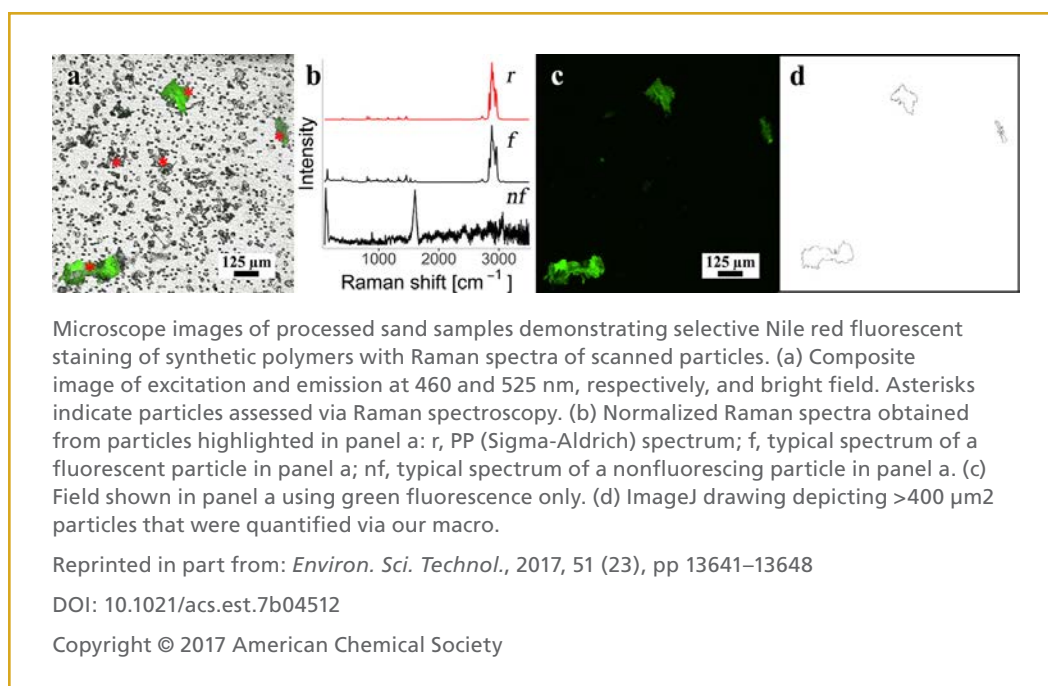 a
b
r
f
nf
Intensity
1000 2000 3000
Raman shift [cm⁻¹]
125 µm
c
125 µm
d
Microscope images of processed sand samples demonstrating selective Nile red fluorescent
staining of synthetic polymers with Raman spectra of scanned particles. (a) Composite
image of excitation and emission at 460 and 525 nm, respectively, and bright field. Asterisks
indicate particles assessed via Raman spectroscopy. (b) Normalized Raman spectra obtained
from particles highlighted in panel a: r, PP (Sigma-Aldrich) spectrum; f, typical spectrum of a
fluorescent particle in panel a; nf, typical spectrum of a nonfluorescing particle in panel a. (c)
Field shown in panel a using green fluorescence only. (d) ImageJ drawing depicting >400 µm2
particles that were quantified via our macro.
Reprinted in part from: Environ. Sci. Technol., 2017, 51 (23), pp 13641–13648
DOI: 10.1021/acs.est.7b04512
Copyright © 2017 American Chemical Society